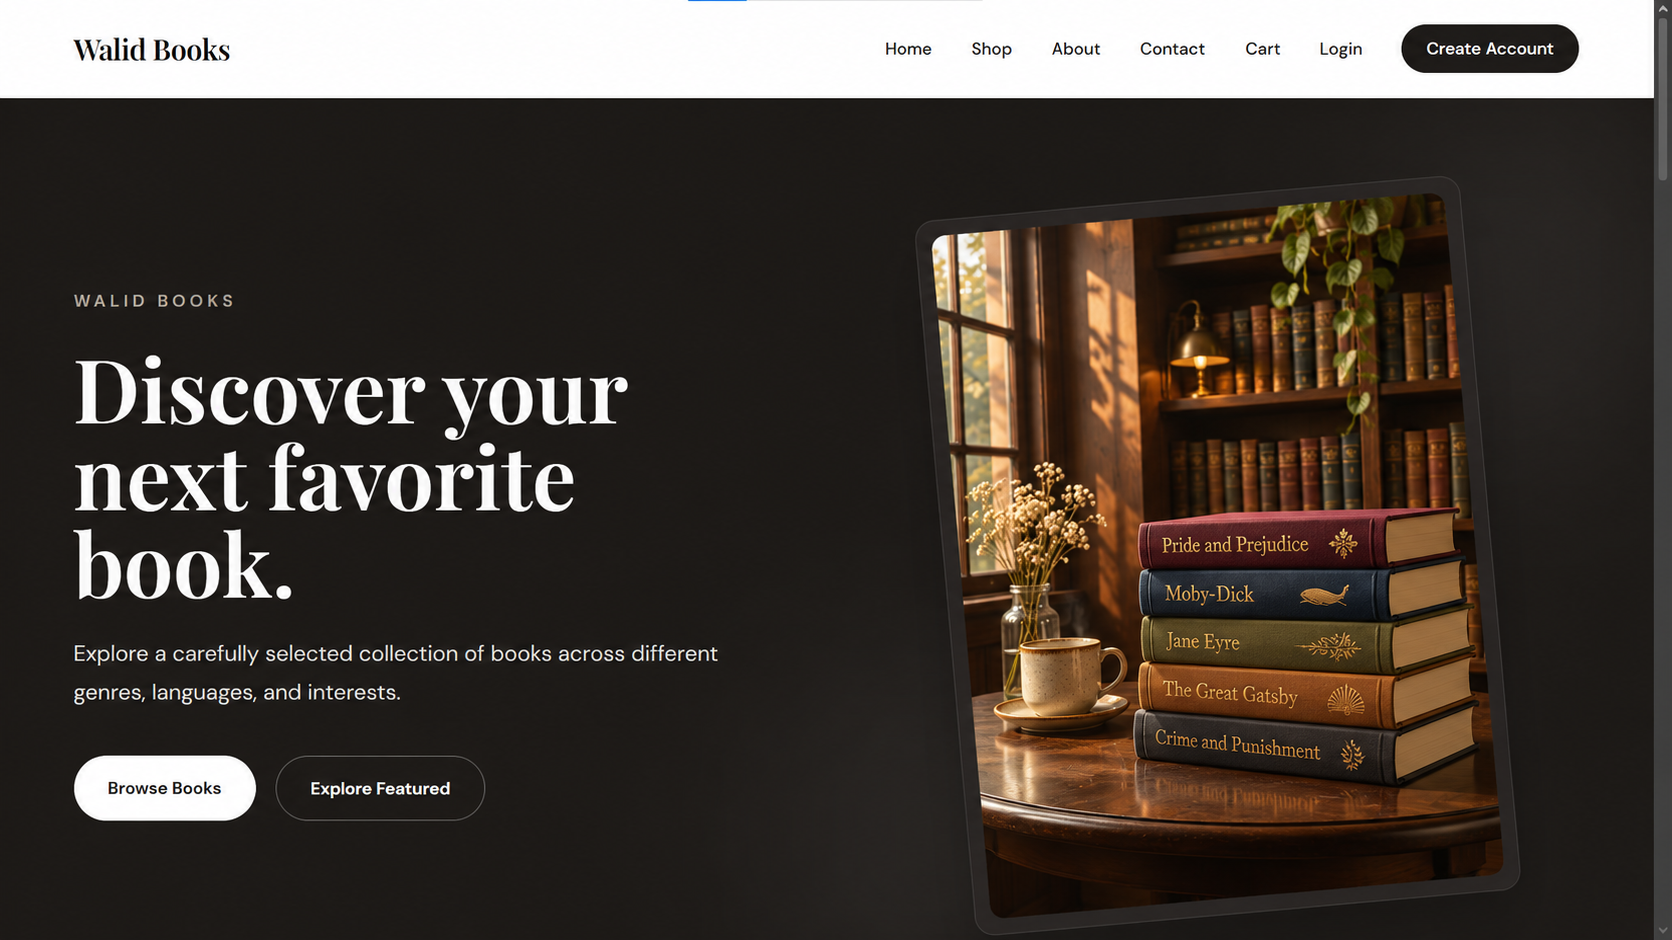 Walid Books
Home Shop About Contact Cart Login Create Account
WALID BOOKS
Discover your
next favorite
book.
Explore a carefully selected collection of books across different
genres, languages, and interests.
Browse Books Explore Featured
Pride and Prejudice
Moby-Dick
Jane Eyre
The Great Gatsby
Crime and Punishment